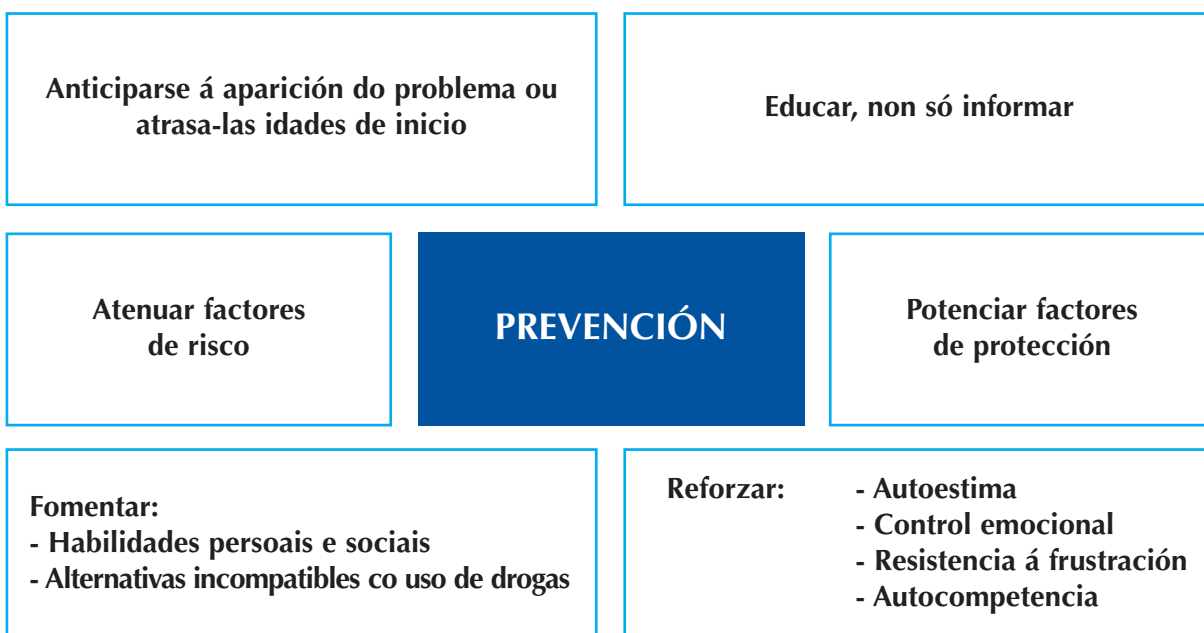 Anticiparse á aparición do problema ou
atrasa-las idades de inicio
Educar, non só informar
Atenuar factores
de risco
PREVENCIÓN
Potenciar factores
de protección
Fomentar:
- Habilidades persoais e sociais
- Alternativas incompatibles co uso de drogas
Reforzar: - Autoestima
- Control emocional
- Resistencia á frustración
- Autocompetencia